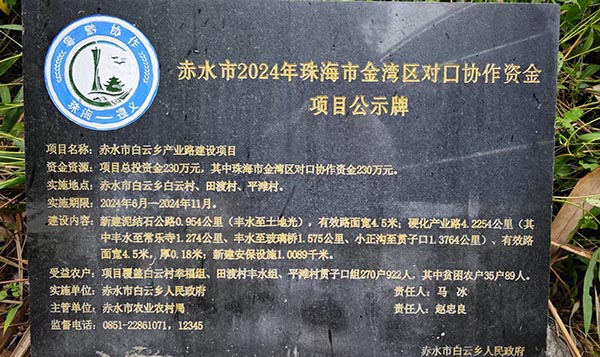 粤黔协作
珠海—遵义
赤水市2024年珠海市金湾区对口协作资金
项目公示牌
项目名称：赤水市白云乡产业路建设项目
资金资源：项目总投资230万元，其中珠海市金湾区对口协作资金230万元。
实施地点：赤水市白云乡白云村、田渡村、平滩村。
实施期限：2024年6月—2024年11月。
建设内容：新建泥结石公路0.954公里（丰水至土地光），有效路面宽4.5米；硬化产业路4.2254公里（其
中丰水至常乐寺1.274公里、丰水至玻璃桥1.575公里、小正沟至贯子口1.3764公里）、有效路
面宽4.5米，厚0.18米；新建安保设施1.0089千米。
受益农户：项目覆盖白云村幸福组、田渡村丰水组、平滩村贯子口组270户922人，其中贫困农户35户89人。
实施单位：赤水市白云乡人民政府 责任人：马 冰
主管单位：赤水市农业农村局 责任人：赵忠良
监督电话：0851-22861071，12345
赤水市白云乡人民政府